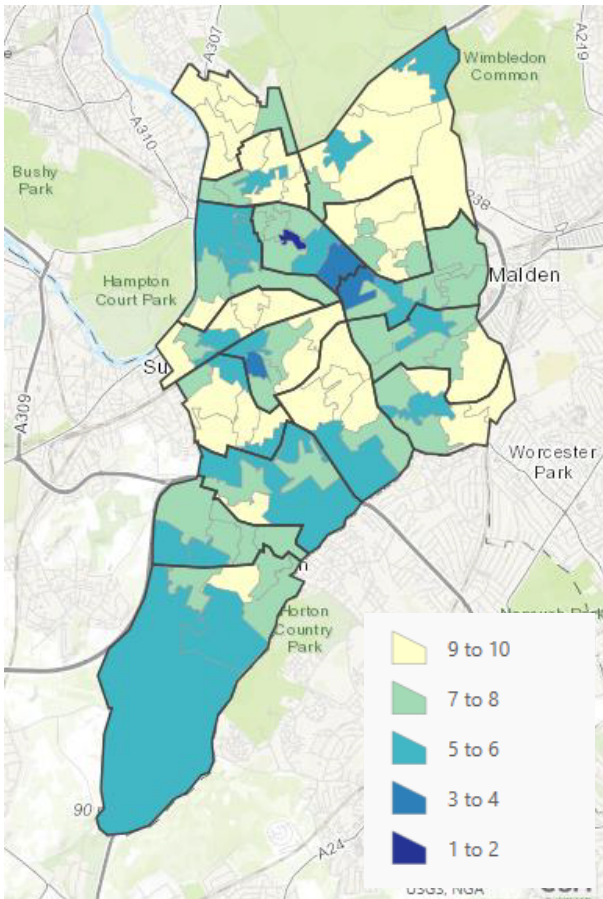 A307
A219
Wimbledon
Common
A310
Bushy
Park
Hampton
Court Park
Malden
Su
A309
Worcester
Park
n
Horton
Country
Park
9 to 10
7 to 8
5 to 6
3 to 4
1 to 2
90
A24
USGS, NGA